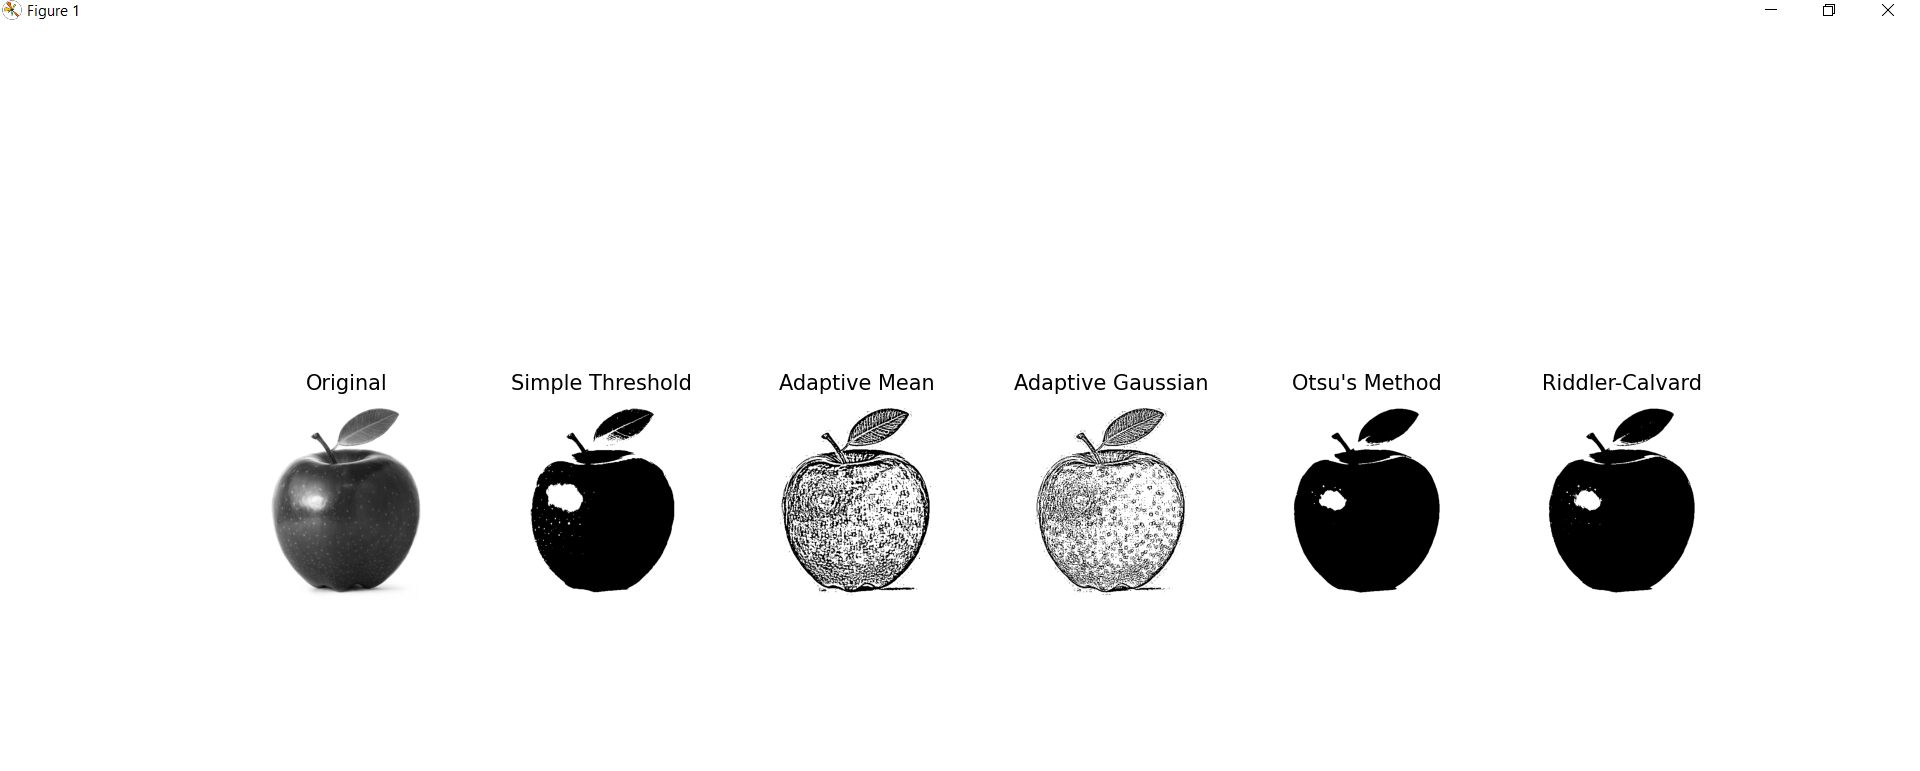 Figure 1
Original
Simple Threshold
Adaptive Mean
Adaptive Gaussian
Otsu's Method
Riddler-Calvard